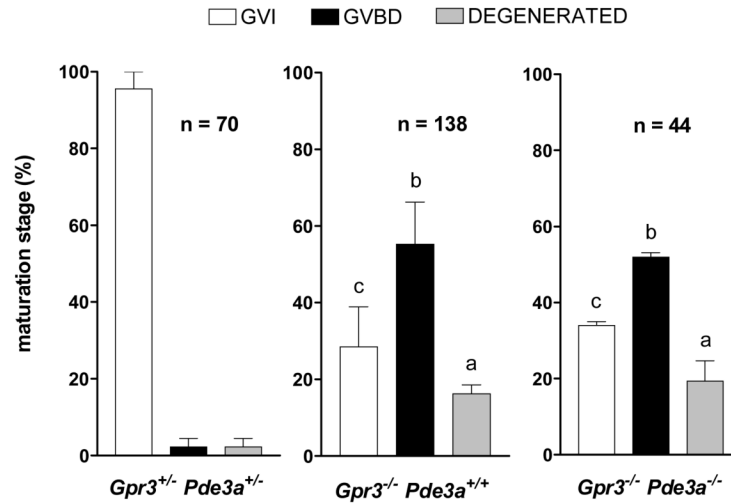 GVI GVBD DEGENERATED
maturation stage (%)
100
80
60
40
20
0
n = 70
Gpr3+/- Pde3a+/-
100
80
60
40
20
0
n = 138
c
b
a
Gpr3-/- Pde3a+/+
100
80
60
40
20
0
n = 44
c
b
a
Gpr3-/- Pde3a-/-